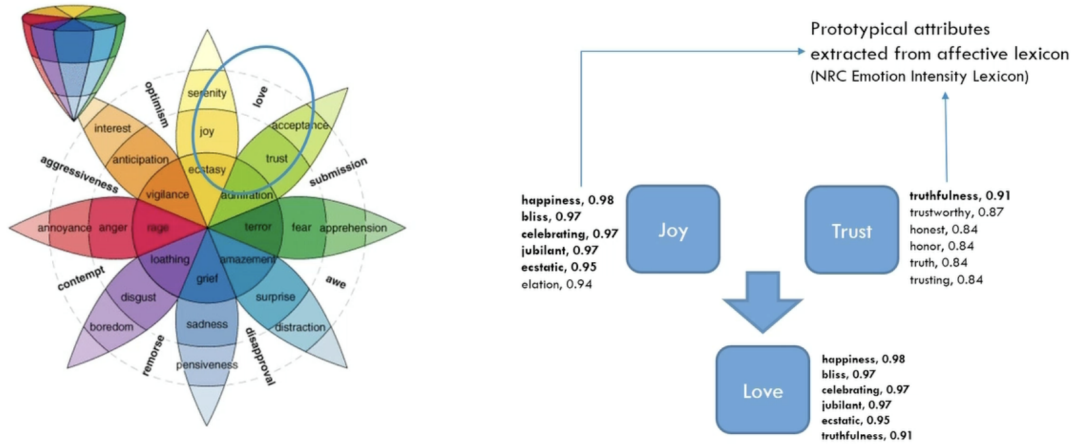 optimism
serenity
love
interest
joy
acceptance
anticipation
trust
aggressiveness
ecstasy
submission
vigilance
admiration
annoyance
anger
rage
terror
fear
apprehension
loathing
amazement
contempt
grief
awe
disgust
surprise
boredom
sadness
distraction
remorse
disapproval
pensiveness
Prototypical attributes
extracted from affective lexicon
(NRC Emotion Intensity Lexicon)
happiness, 0.98
bliss, 0.97
celebrating, 0.97
jubilant, 0.97
ecstatic, 0.95
elation, 0.94
Joy
Trust
truthfulness, 0.91
trustworthy, 0.87
honest, 0.84
honor, 0.84
truth, 0.84
trusting, 0.84
Love
happiness, 0.98
bliss, 0.97
celebrating, 0.97
jubilant, 0.97
ecstatic, 0.95
truthfulness, 0.91